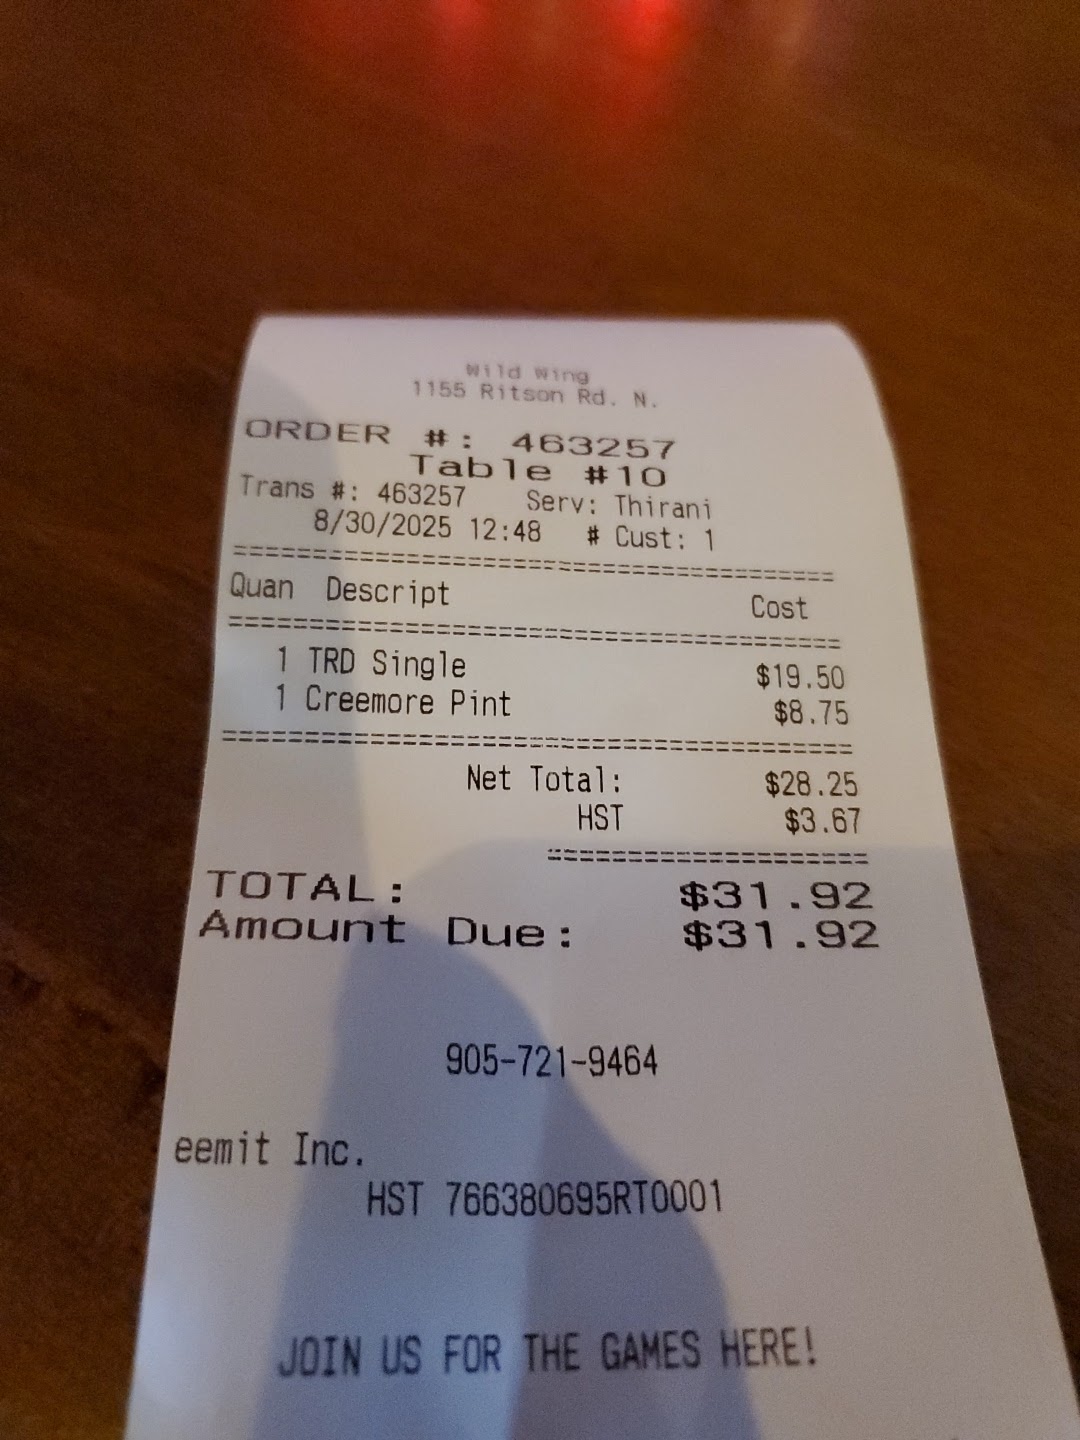 Wild Wing
1155 Ritson Rd. N.
ORDER #: 463257
Table #10
Trans #: 463257 Serv: Thirani
8/30/2025 12:48 # Cust: 1
========================================
Quan Descript Cost
========================================
1 TRD Single $19.50
1 Creemore Pint $8.75
========================================
Net Total: $28.25
HST $3.67
====================
TOTAL: $31.92
Amount Due: $31.92
905-721-9464
eemit Inc.
HST 766380695RT0001
JOIN US FOR THE GAMES HERE!